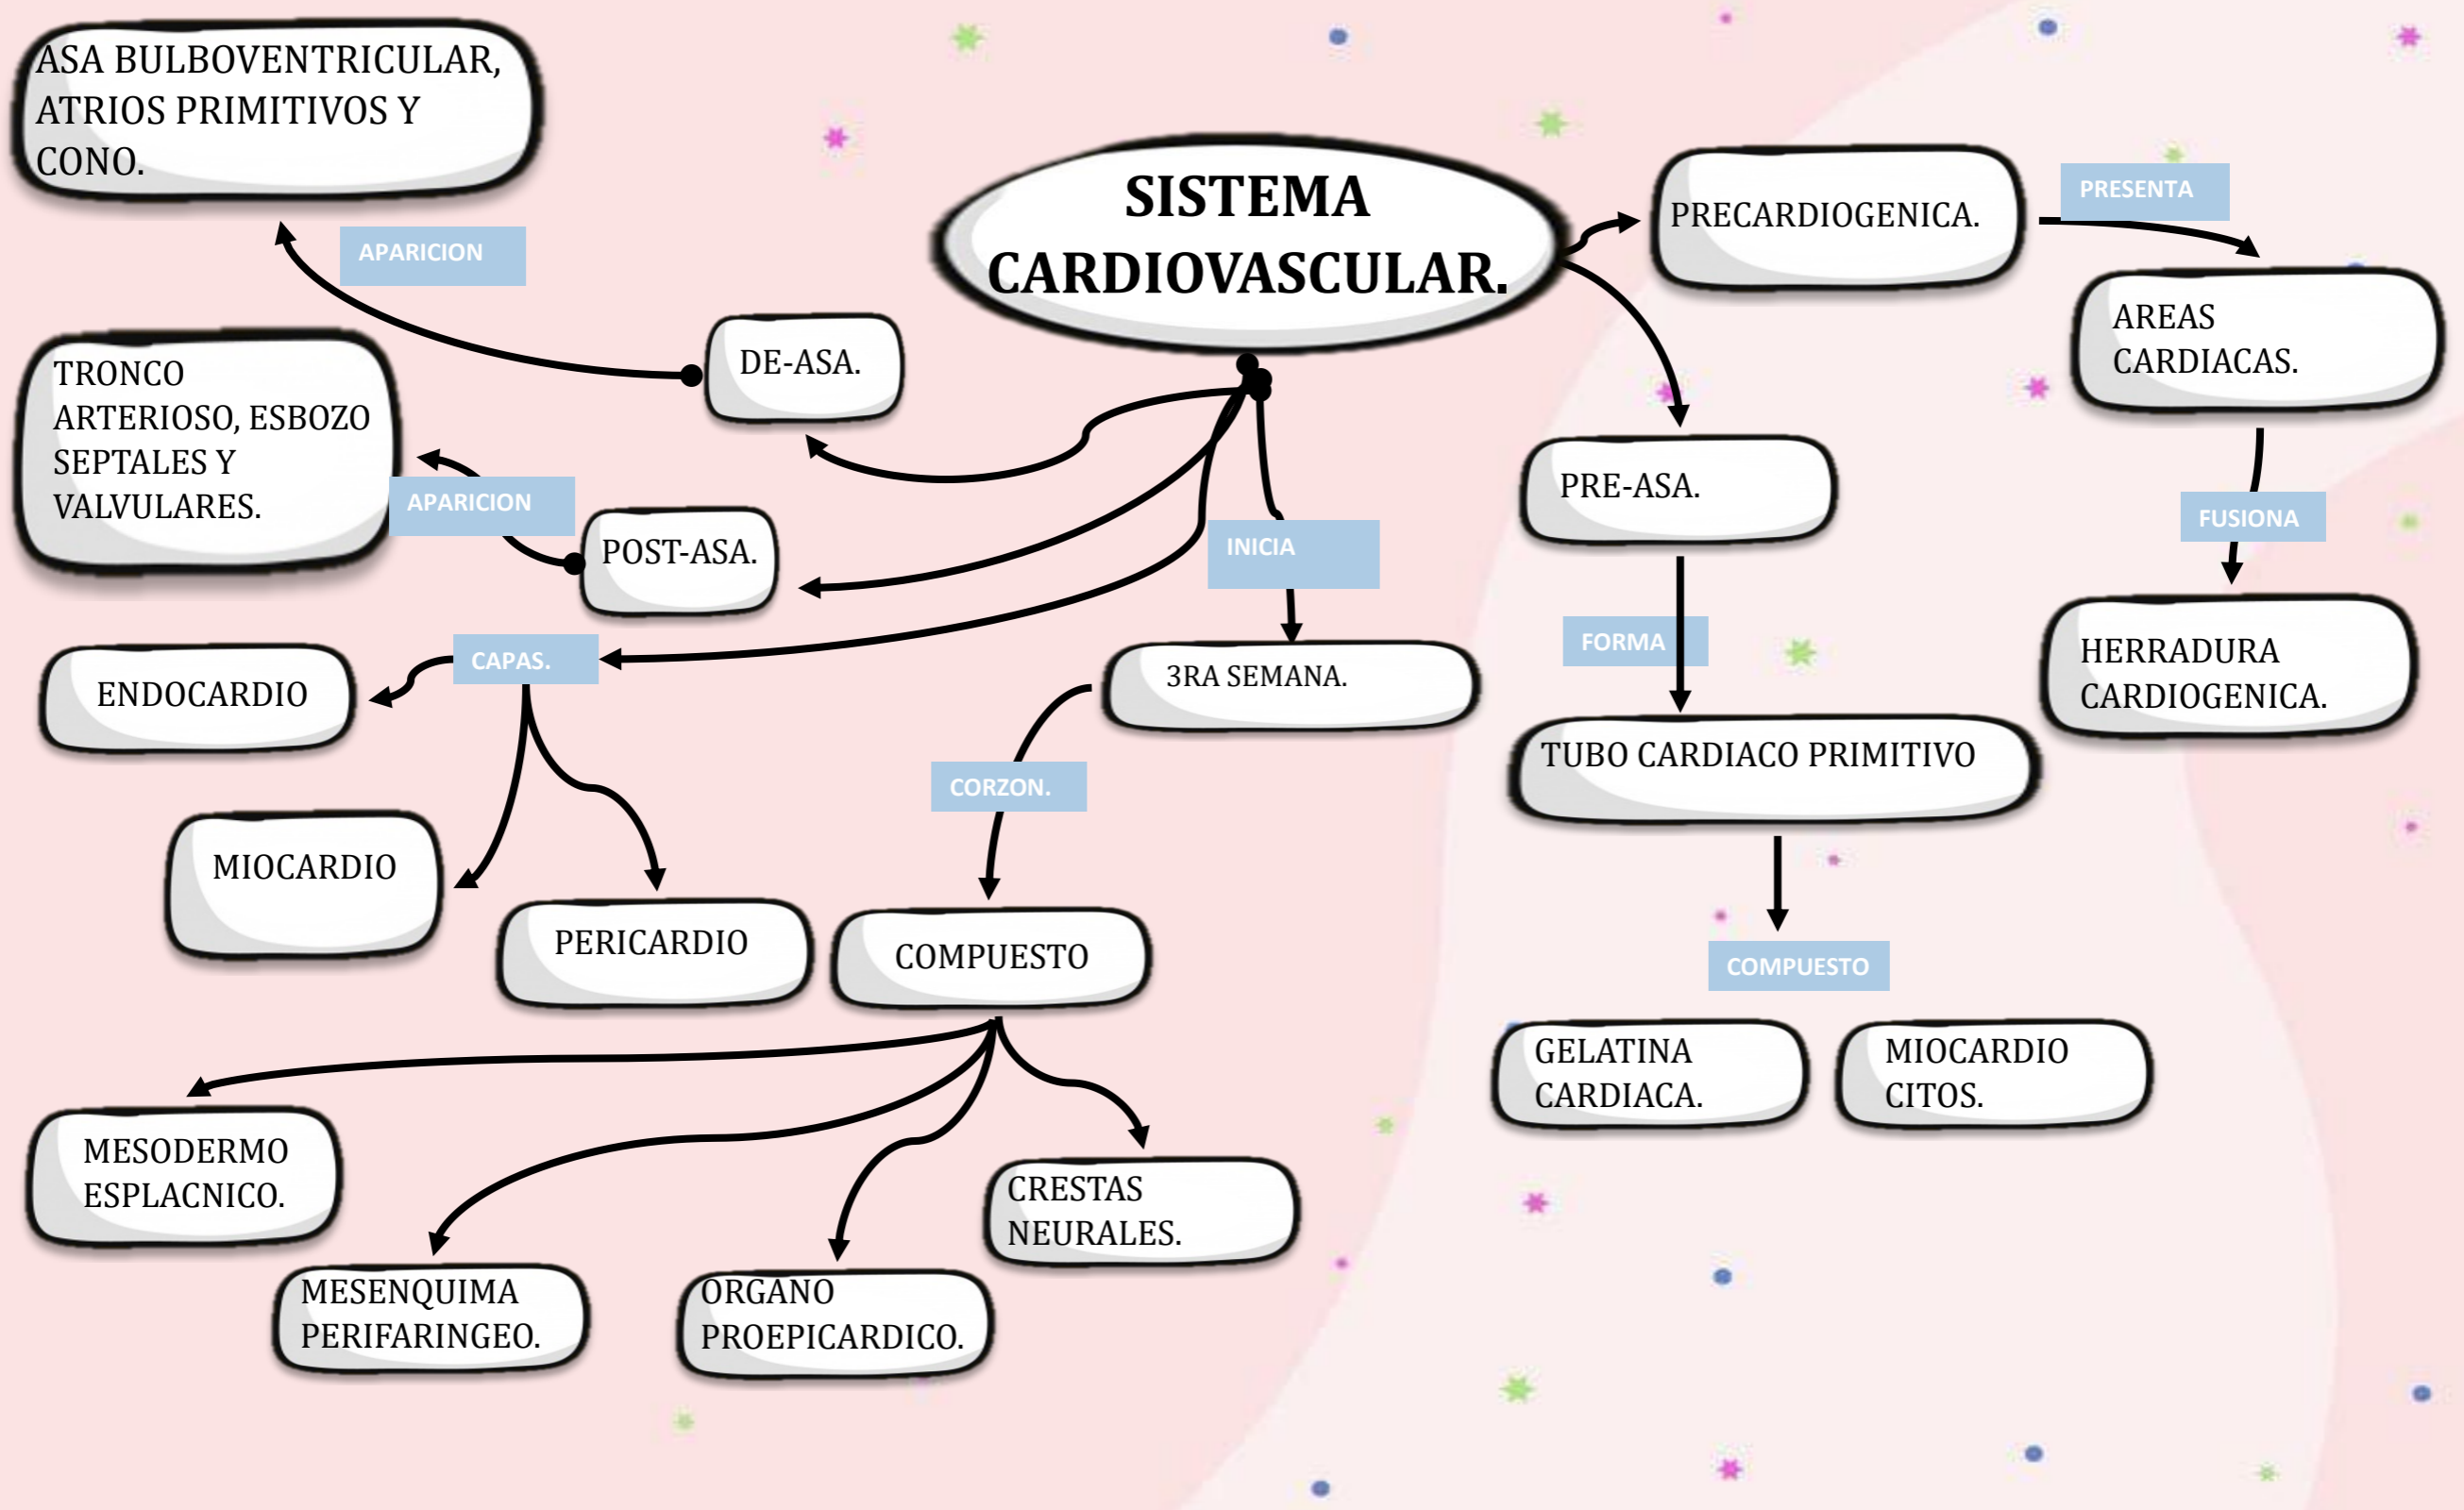 ASA BULBOVENTRICULAR,
ATRIOS PRIMITIVOS Y
CONO.
APARICION
SISTEMA
CARDIOVASCULAR.
PRECARDIOGENICA.
PRESENTA
AREAS
CARDIACAS.
DE-ASA.
TRONCO
ARTERIOSO, ESBOZO
SEPTALES Y
VALVULARES.
APARICION
POST-ASA.
INICIA
PRE-ASA.
FUSIONA
FORMA
HERRADURA
CARDIOGENICA.
CAPAS.
ENDOCARDIO
3RA SEMANA.
TUBO CARDIACO PRIMITIVO
CORZON.
MIOCARDIO
PERICARDIO
COMPUESTO
COMPUESTO
GELATINA
CARDIACA.
MIOCARDIO
CITOS.
MESODERMO
ESPLACNICO.
CRESTAS
NEURALES.
MESENQUIMA
PERIFARINGEO.
ORGANO
PROEPICARDICO.